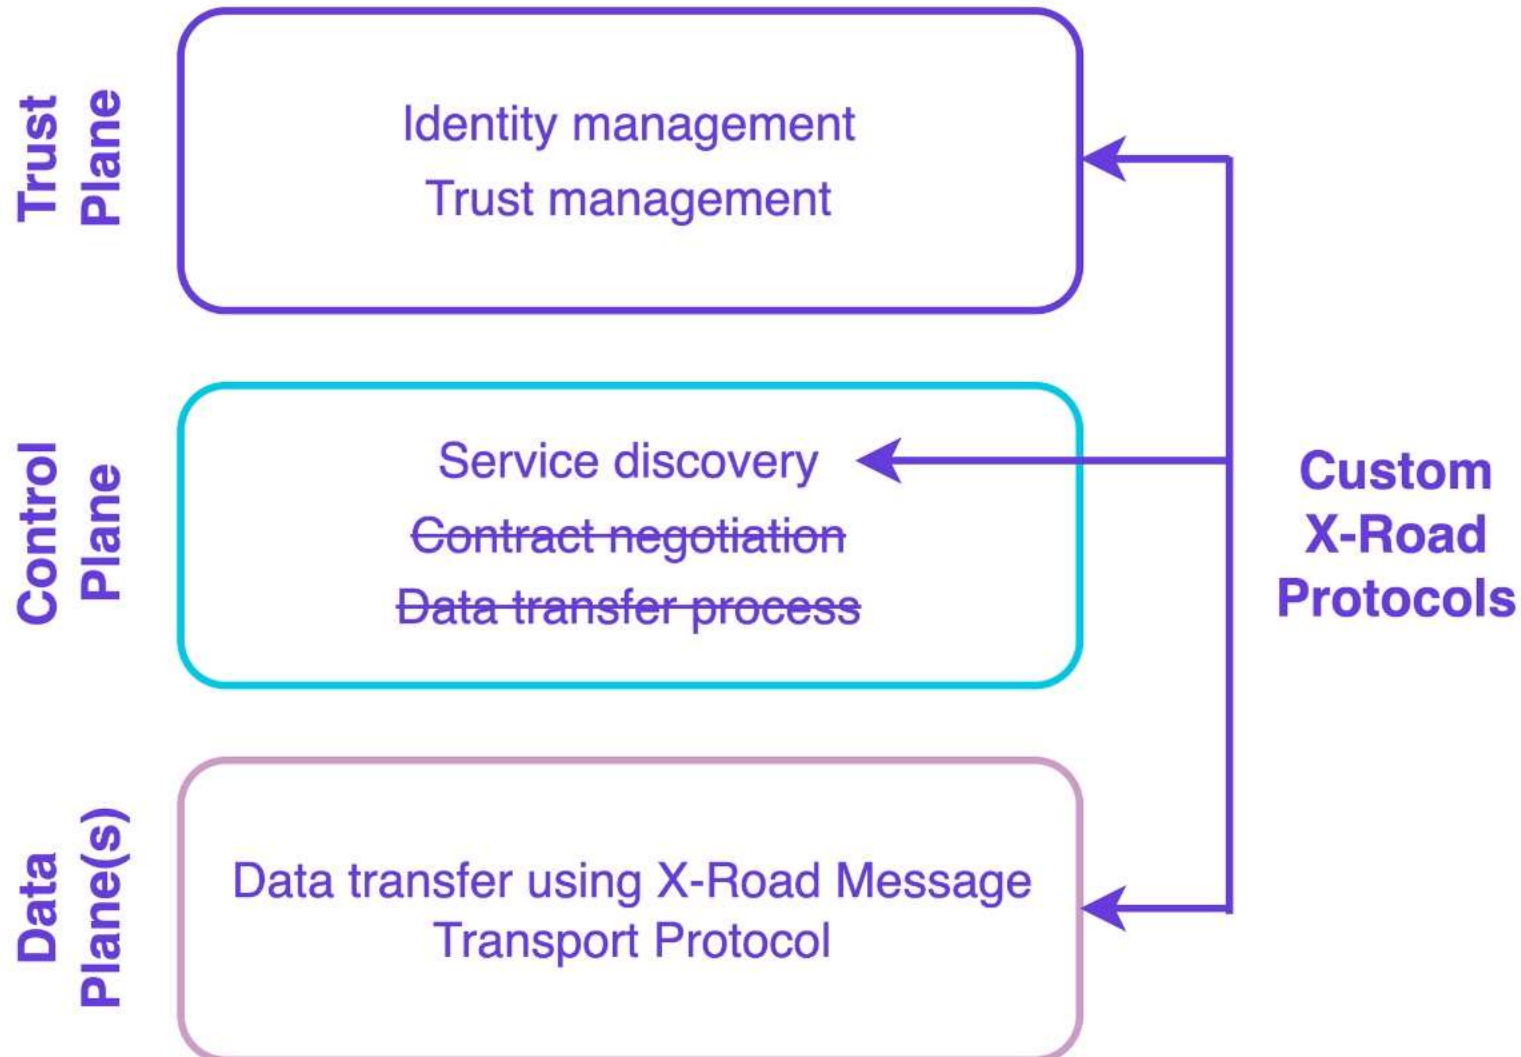 Trust
Plane
Identity management
Trust management
Control
Plane
Service discovery
Contract negotiation
Data transfer process
Custom
X-Road
Protocols
Data
Plane(s)
Data transfer using X-Road Message
Transport Protocol